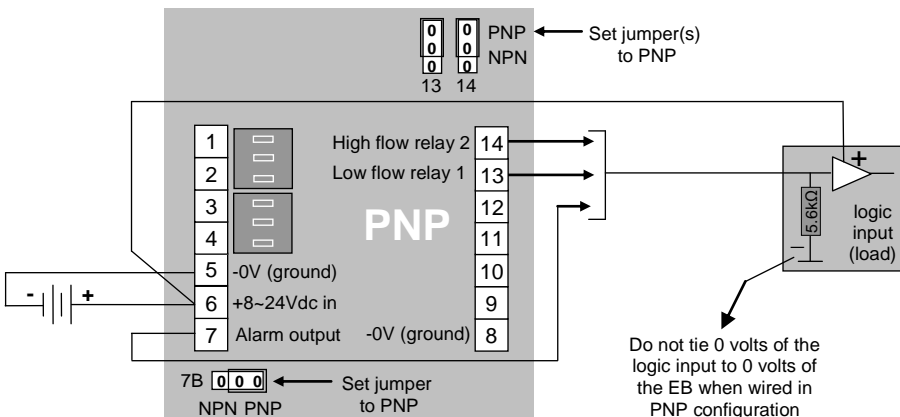 0 0 PNP
0 0 NPN
0 0
13 14
Set jumper(s)
to PNP
1
2
3
4
5 -0V (ground)
6 +8~24Vdc in
7 Alarm output
High flow relay 2 14
Low flow relay 1 13
12
11
10
9
-0V (ground) 8
PNP
- +
7B 0 0 0
NPN PNP
Set jumper
to PNP
+
5.6kΩ
logic
input
(load)
Do not tie 0 volts of the
logic input to 0 volts of
the EB when wired in
PNP configuration